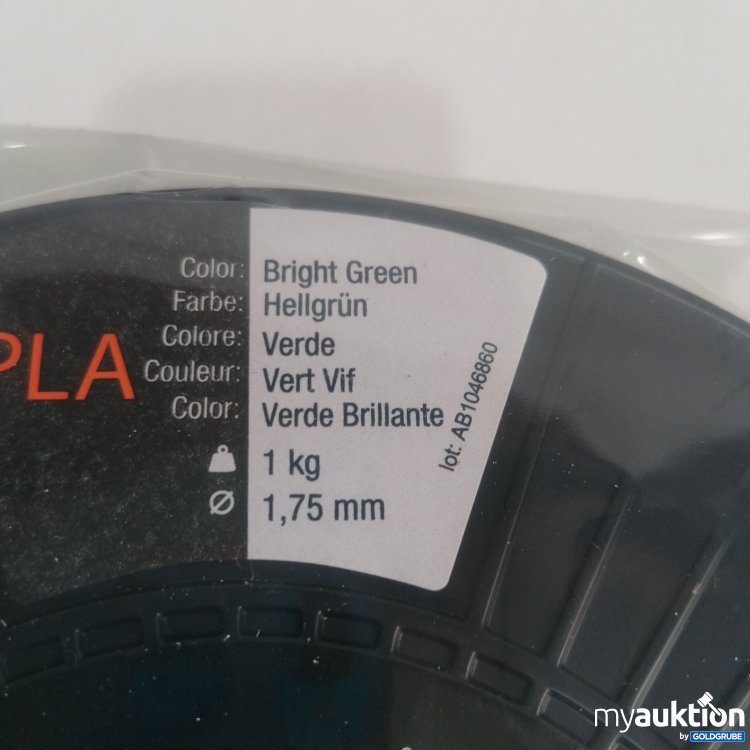 Color: Bright Green
Farbe: Hellgrün
Colore: Verde
PLA
Couleur: Vert Vif
Color: Verde Brillante
1 kg
Ø 1,75 mm
lot: AB1046860
myauktion
by GOLDGRUBE